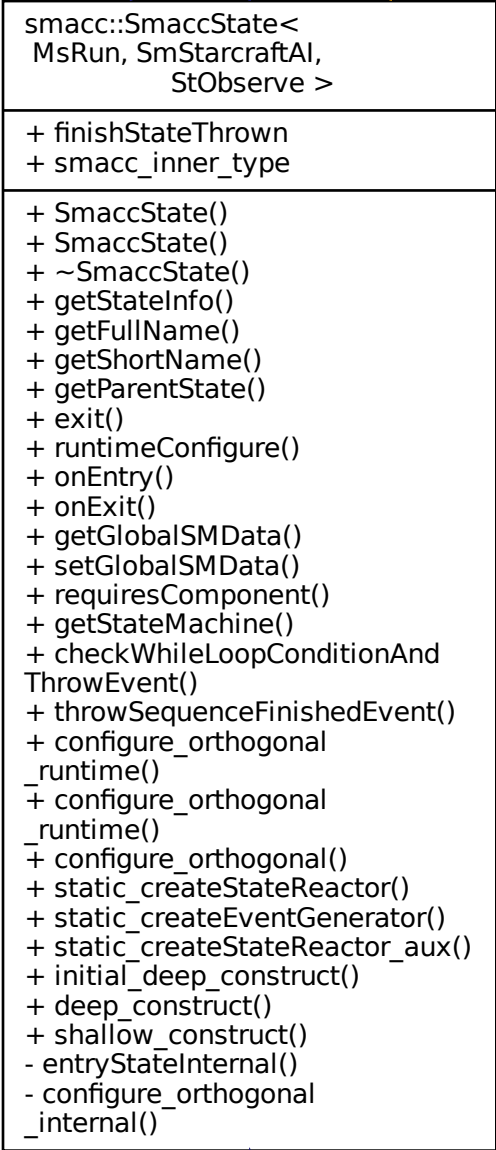 smacc::SmaccState<
MsRun, SmStarcraftAI,
StObserve >
+ finishStateThrown
+ smacc_inner_type
+ SmaccState()
+ SmaccState()
+ ~SmaccState()
+ getStateInfo()
+ getFullName()
+ getShortName()
+ getParentState()
+ exit()
+ runtimeConfigure()
+ onEntry()
+ onExit()
+ getGlobalSMData()
+ setGlobalSMData()
+ requiresComponent()
+ getStateMachine()
+ checkWhileLoopConditionAnd
ThrowEvent()
+ throwSequenceFinishedEvent()
+ configure_orthogonal
_runtime()
+ configure_orthogonal
_runtime()
+ configure_orthogonal()
+ static_createStateReactor()
+ static_createEventGenerator()
+ static_createStateReactor_aux()
+ initial_deep_construct()
+ deep_construct()
+ shallow_construct()
- entryStateInternal()
- configure_orthogonal
_internal()